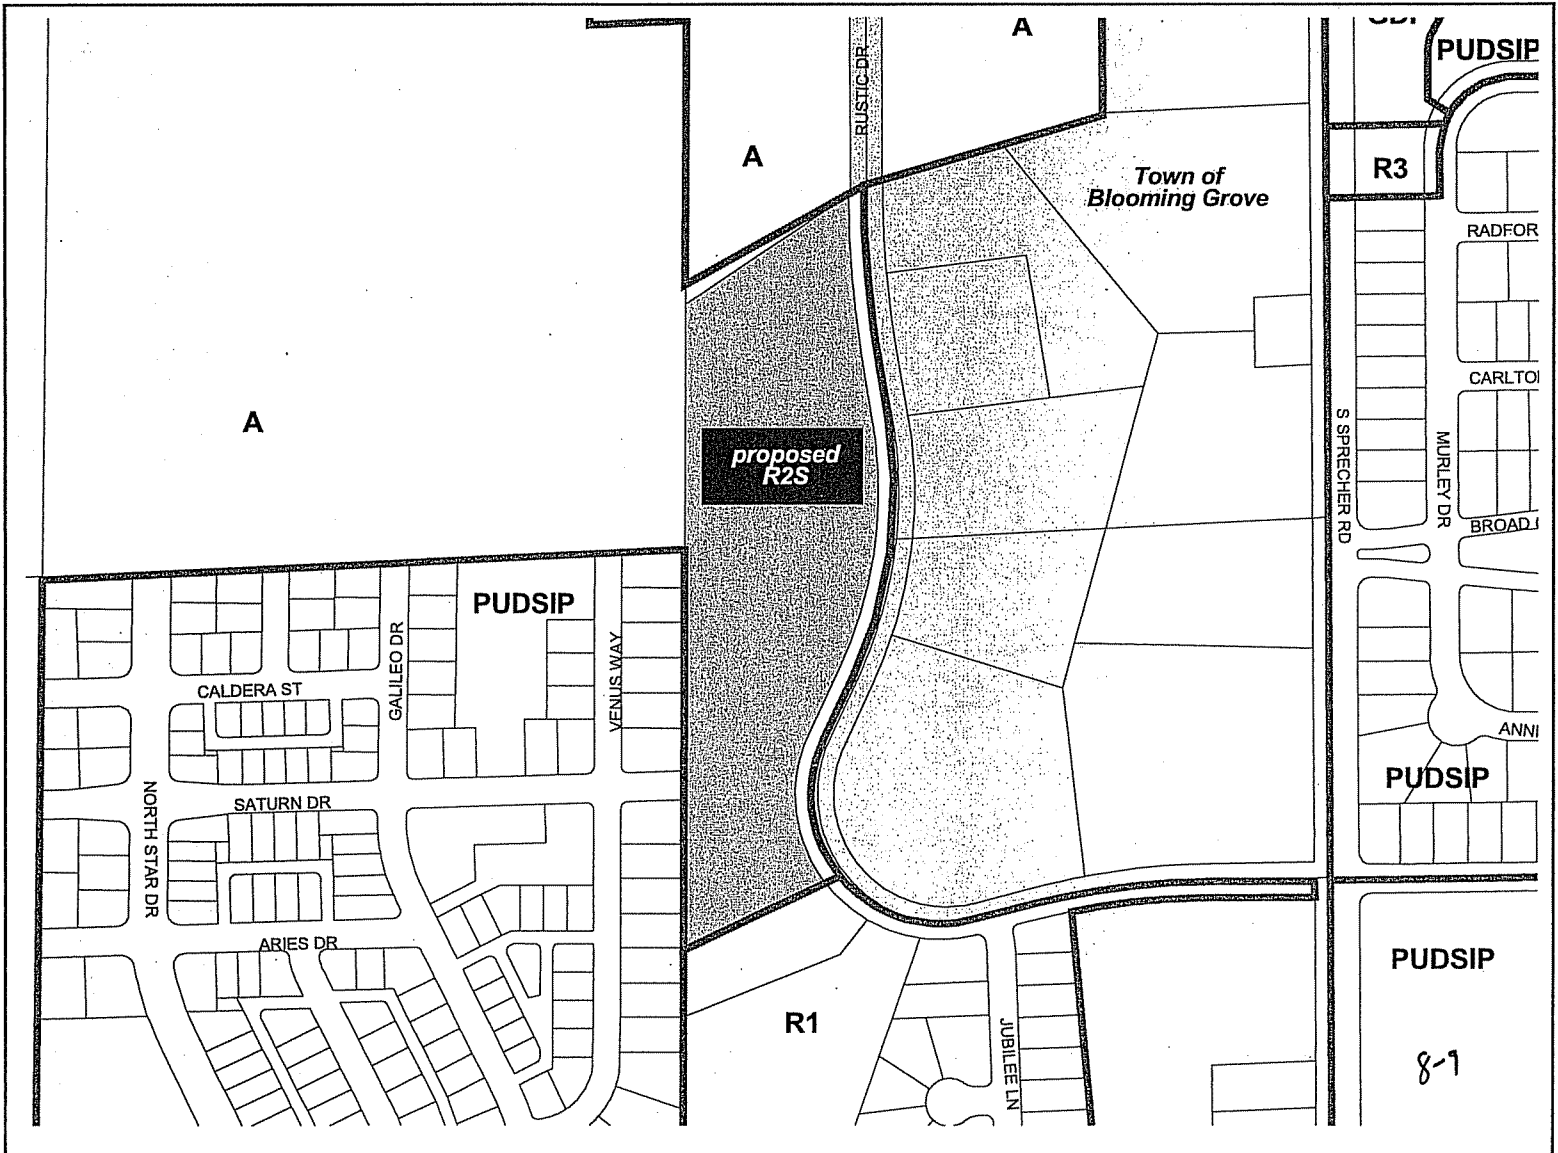 A
PUDSIP
RUSTIC DR
A
R3
Town of
Blooming Grove
RADFOR
CARLTO
A
proposed
R2S
S SPRECHER RD
MURLEY DR
BROAD
PUDSIP
GALILEO DR
VENUS WAY
CALDERA ST
ANNI
PUDSIP
NORTH STAR DR
SATURN DR
ARIES DR
PUDSIP
R1
JUBILEE LN
8-9